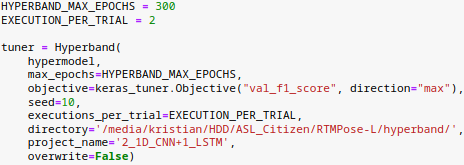 HYPERBAND_MAX_EPOCHS = 300
EXECUTION_PER_TRIAL = 2

tuner = Hyperband(
    hypermodel,
    max_epochs=HYPERBAND_MAX_EPOCHS,
    objective=keras_tuner.Objective("val_f1_score", direction="max"),
    seed=10,
    executions_per_trial=EXECUTION_PER_TRIAL,
    directory='/media/kristian/HDD/ASL_Citizen/RTMPose-L/hyperband/',
    project_name='2_1D_CNN+1_LSTM',
    overwrite=False)